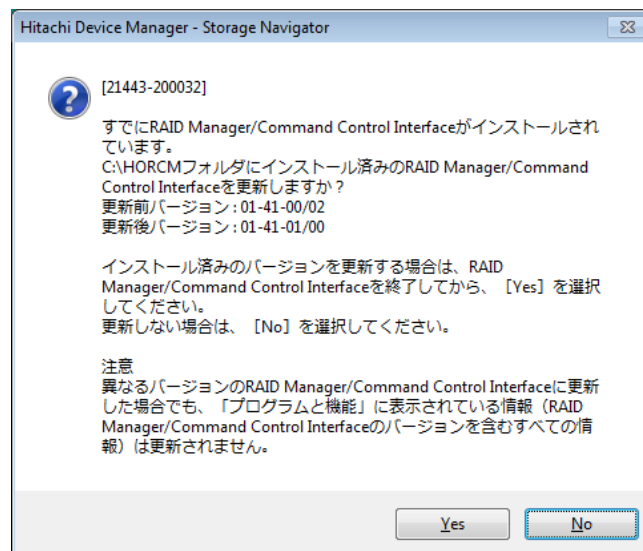 Hitachi Device Manager - Storage Navigator
[21443-200032]
すでにRAID Manager/Command Control Interfaceがインストールされ
ています。
C:\HORCMフォルダにインストール済みのRAID Manager/Command
Control Interfaceを更新しますか？
更新前バージョン : 01-41-00/02
更新後バージョン : 01-41-01/00
インストール済みのバージョンを更新する場合は、RAID
Manager/Command Control Interfaceを終了してから、［Yes］を選択
してください。
更新しない場合は、［No］を選択してください。
注意
異なるバージョンのRAID Manager/Command Control Interfaceに更新
した場合でも、「プログラムと機能」に表示されている情報（RAID
Manager/Command Control Interfaceのバージョンを含むすべての情
報）は更新されません。
Yes
No